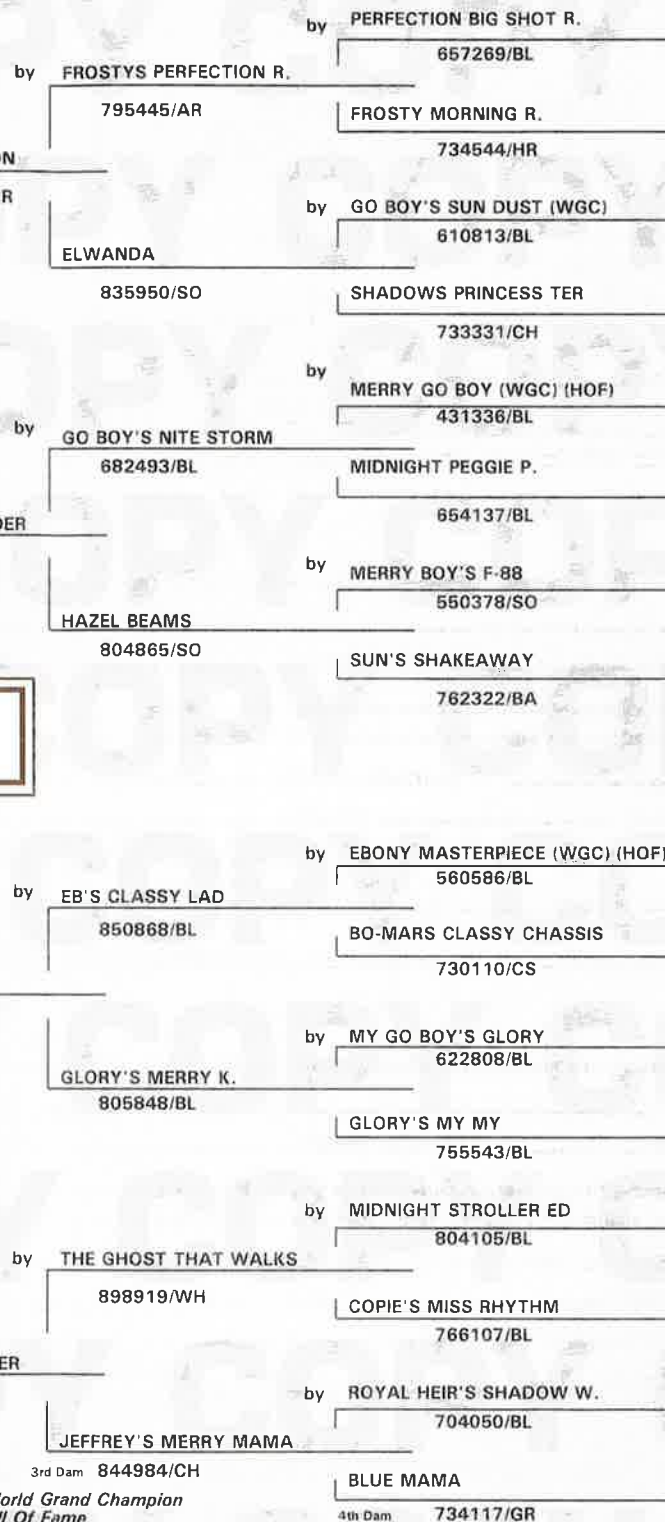 by PERFECTION BIG SHOT R.
657269/BL
by FROSTYS PERFECTION R.
795445/AR
FROSTY MORNING R.
734544/HR
ON
R
by GO BOY'S SUN DUST (WGC)
610813/BL
ELWANDA
835950/SO
SHADOWS PRINCESS TER
733331/CH
by
MERRY GO BOY (WGC) (HOF)
431336/BL
by GO BOY'S NITE STORM
682493/BL
MIDNIGHT PEGGIE P.
654137/BL
DER
by MERRY BOY'S F-88
550378/SO
HAZEL BEAMS
804865/SO
SUN'S SHAKEAWAY
762322/BA
by EBONY MASTERPIECE (WGC) (HOF)
560586/BL
by EB'S CLASSY LAD
850868/BL
BO-MARS CLASSY CHASSIS
730110/CS
by MY GO BOY'S GLORY
622808/BL
GLORY'S MERRY K.
805848/BL
GLORY'S MY MY
755543/BL
by MIDNIGHT STROLLER ED
804105/BL
by THE GHOST THAT WALKS
898919/WH
COPIE'S MISS RHYTHM
766107/BL
ER
by ROYAL HEIR'S SHADOW W.
704050/BL
JEFFREY'S MERRY MAMA
3rd Dam 844984/CH
BLUE MAMA
orld Grand Champion
ll Of Fame
4th Dam 734117/GR
COPY